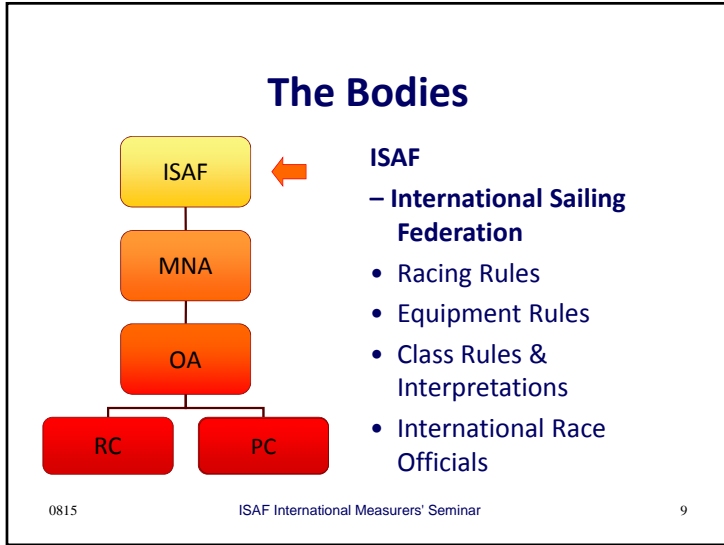 The Bodies
ISAF
MNA
OA
RC
PC
ISAF
– International Sailing
Federation
• Racing Rules
• Equipment Rules
• Class Rules &
Interpretations
• International Race
Officials
0815
ISAF International Measurers' Seminar
9